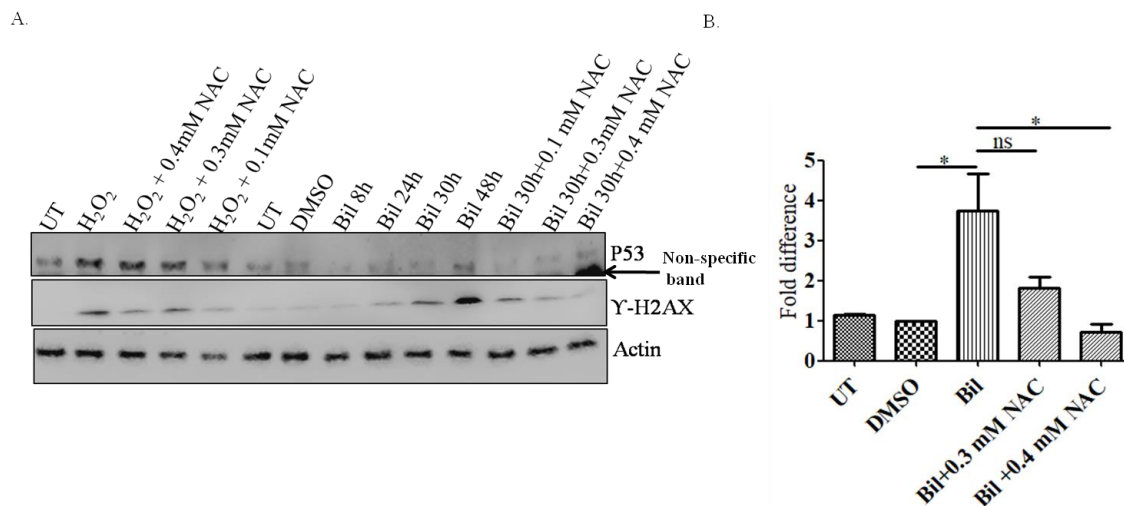 A.
B.
UT
H₂O₂
H₂O₂ + 0.4mM NAC
H₂O₂ + 0.3mM NAC
H₂O₂ + 0.1mM NAC
UT
DMSO
Bil 8h
Bil 24h
Bil 30h
Bil 48h
Bil 30h+0.1 mM NAC
Bil 30h+0.3mM NAC
Bil 30h+0.4 mM NAC
P53
Non-specific
band
ϒ-H2AX
Actin
Fold difference
5
4
3
2
1
0
*
ns
*
UT
DMSO
Bil
Bil+0.3 mM NAC
Bil +0.4 mM NAC